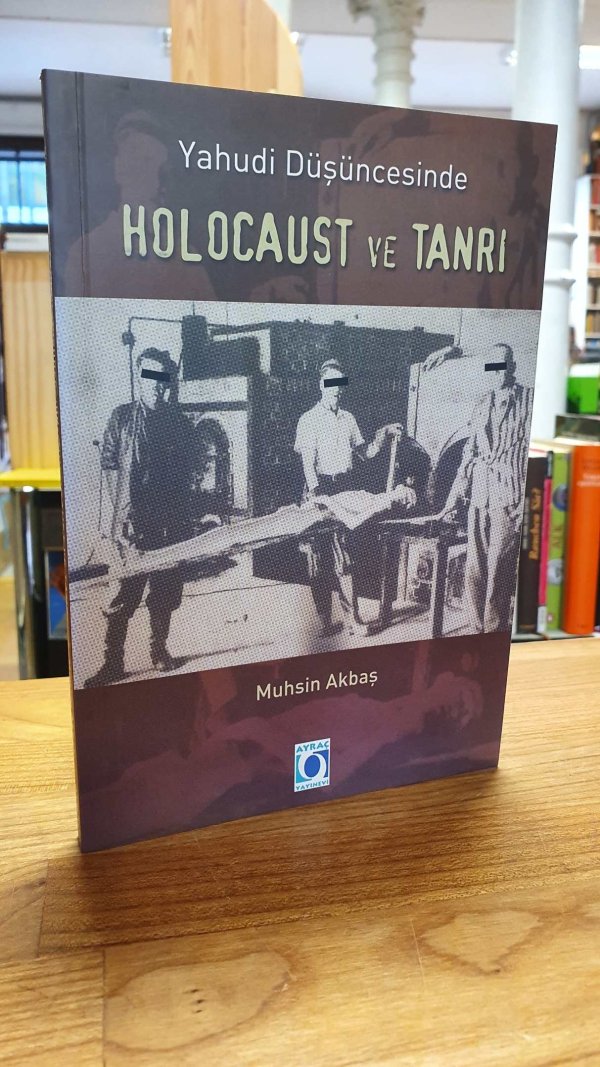 Yahudi Düşüncesinde
HOLOCAUST VE TANRI
Muhsin Akbaş
AYRAÇ
YAYINEVİ